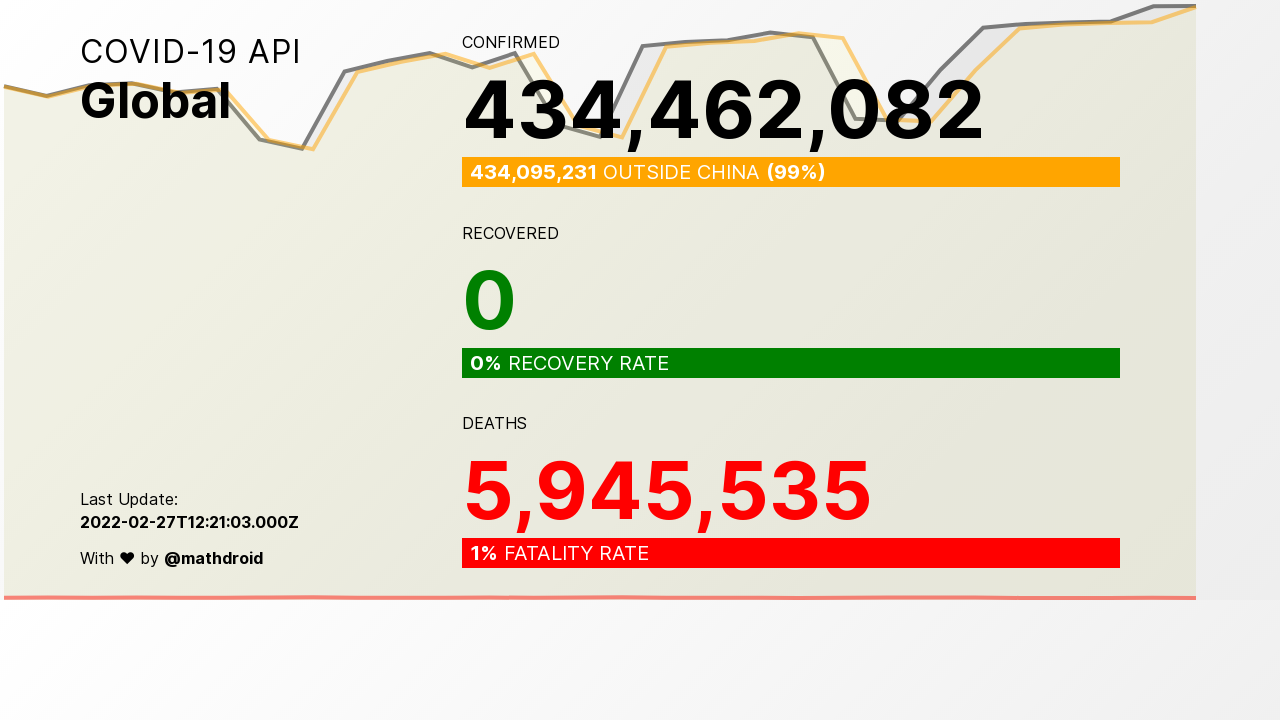 COVID-19 API
Global
CONFIRMED
434,462,082
434,095,231 OUTSIDE CHINA (99%)
RECOVERED
0
0% RECOVERY RATE
DEATHS
5,945,535
1% FATALITY RATE
Last Update:
2022-02-27T12:21:03.000Z
With ♥ by @mathdroid